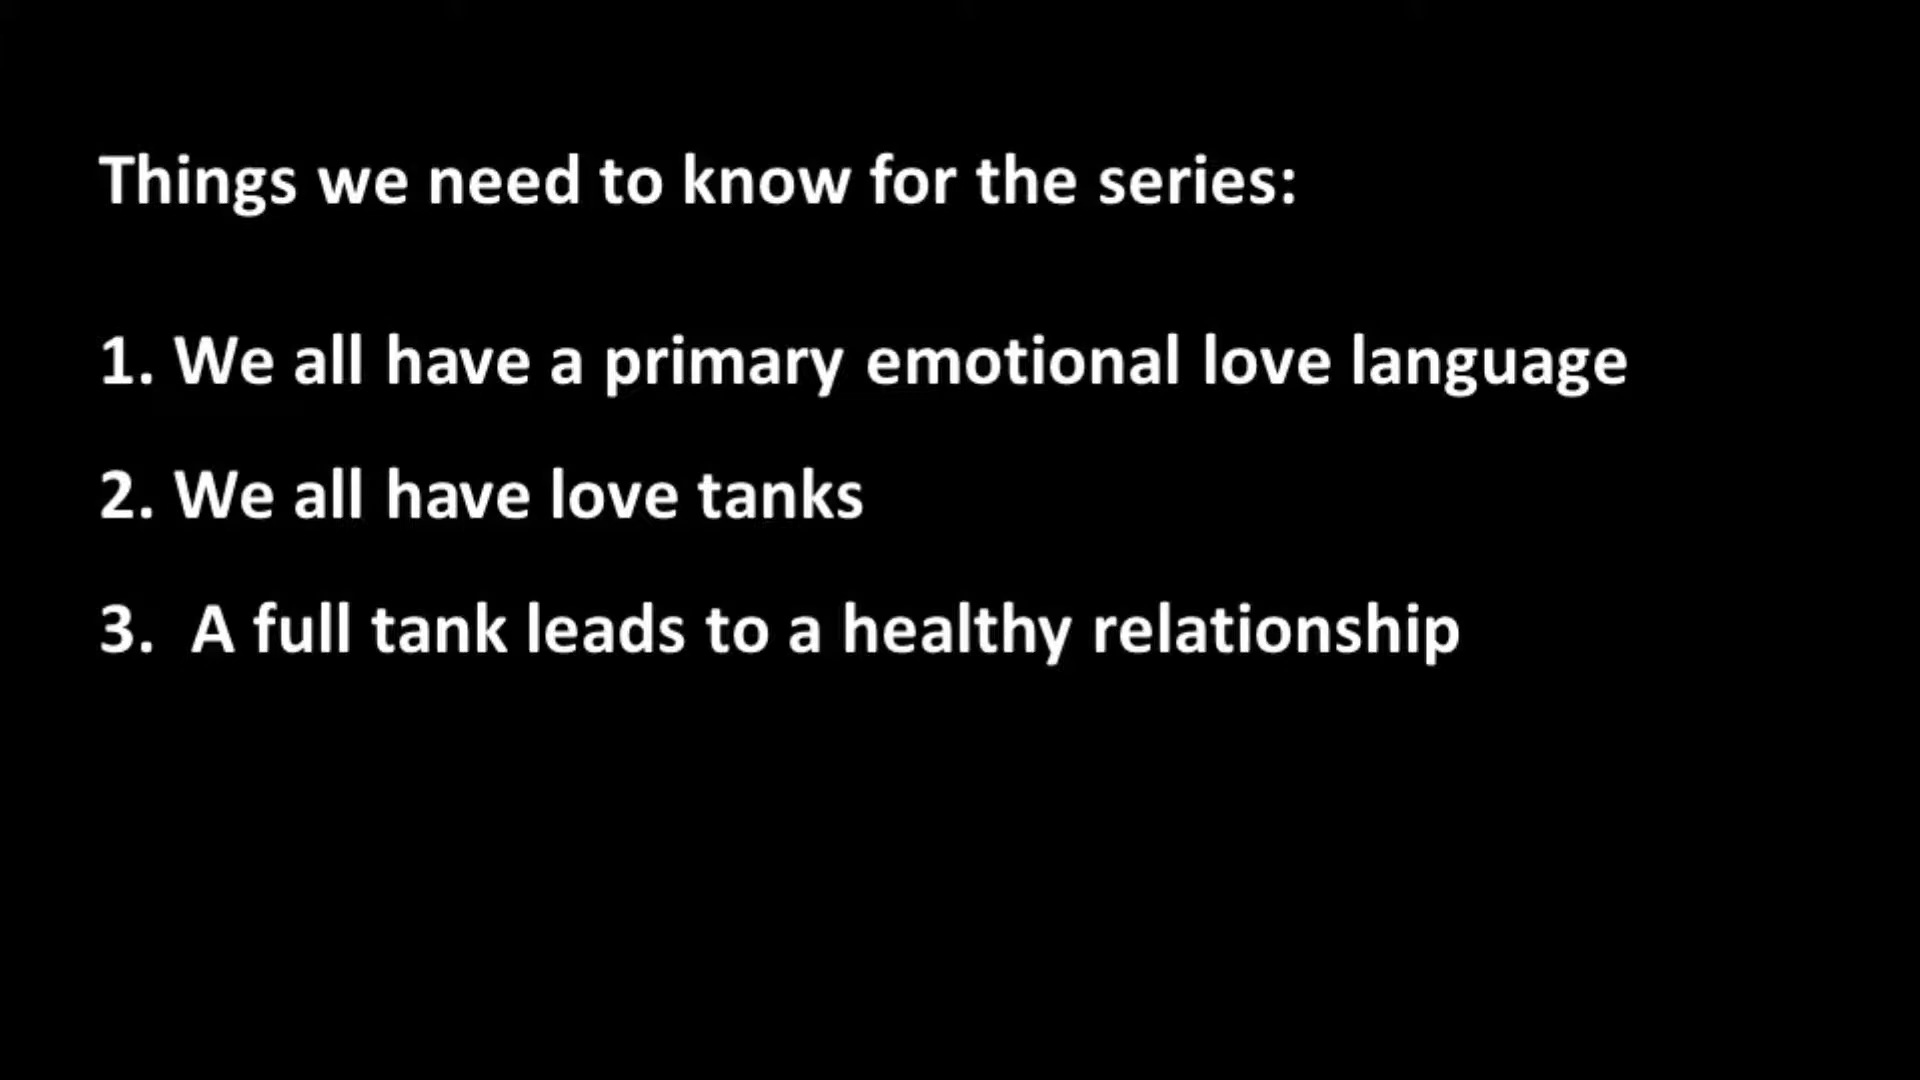 Things we need to know for the series:
1. We all have a primary emotional love language
2. We all have love tanks
3.  A full tank leads to a healthy relationship